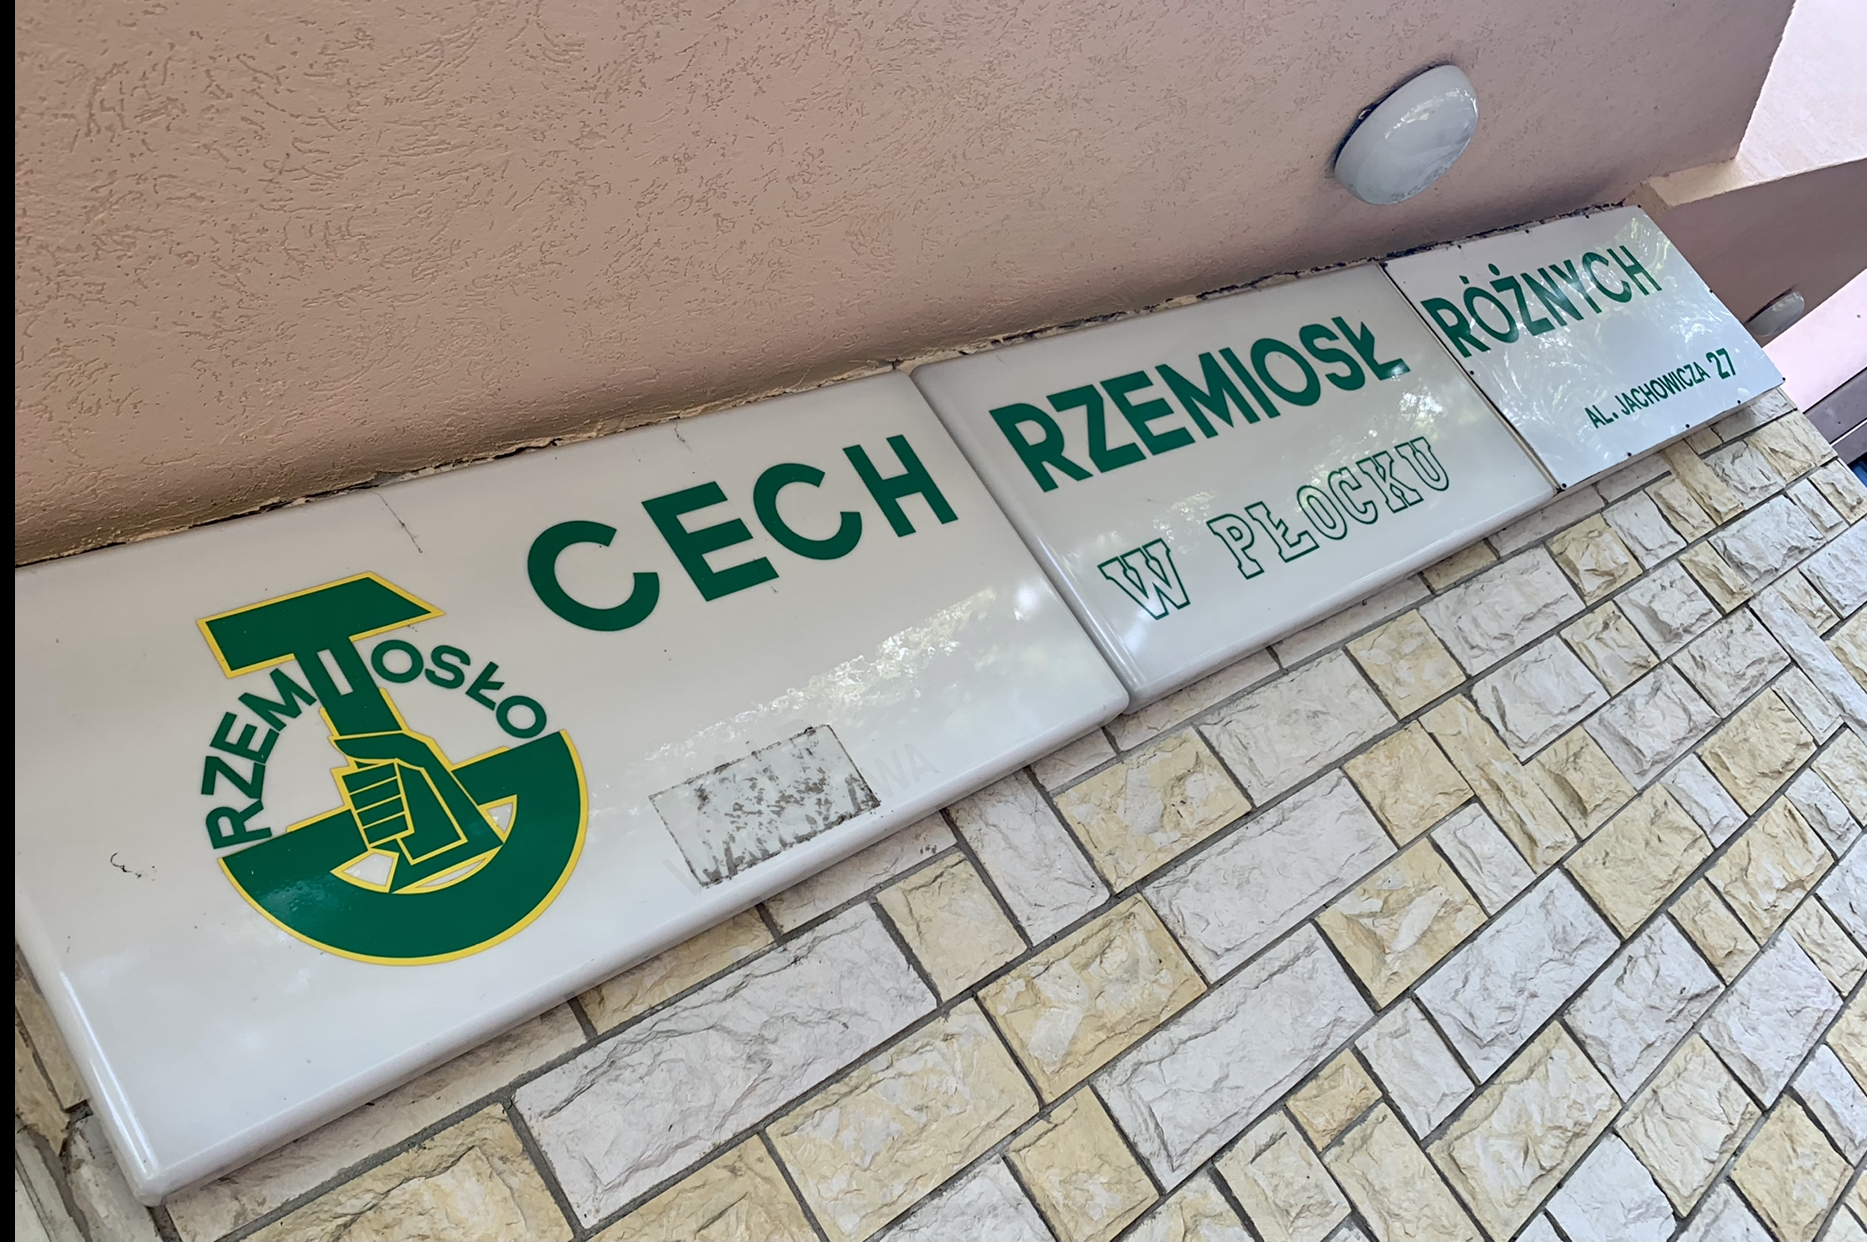 RZEMIOSŁO
CECH RZEMIOSŁ RÓŻNYCH
W PŁOCKU
AL. JACHOWICZA 27